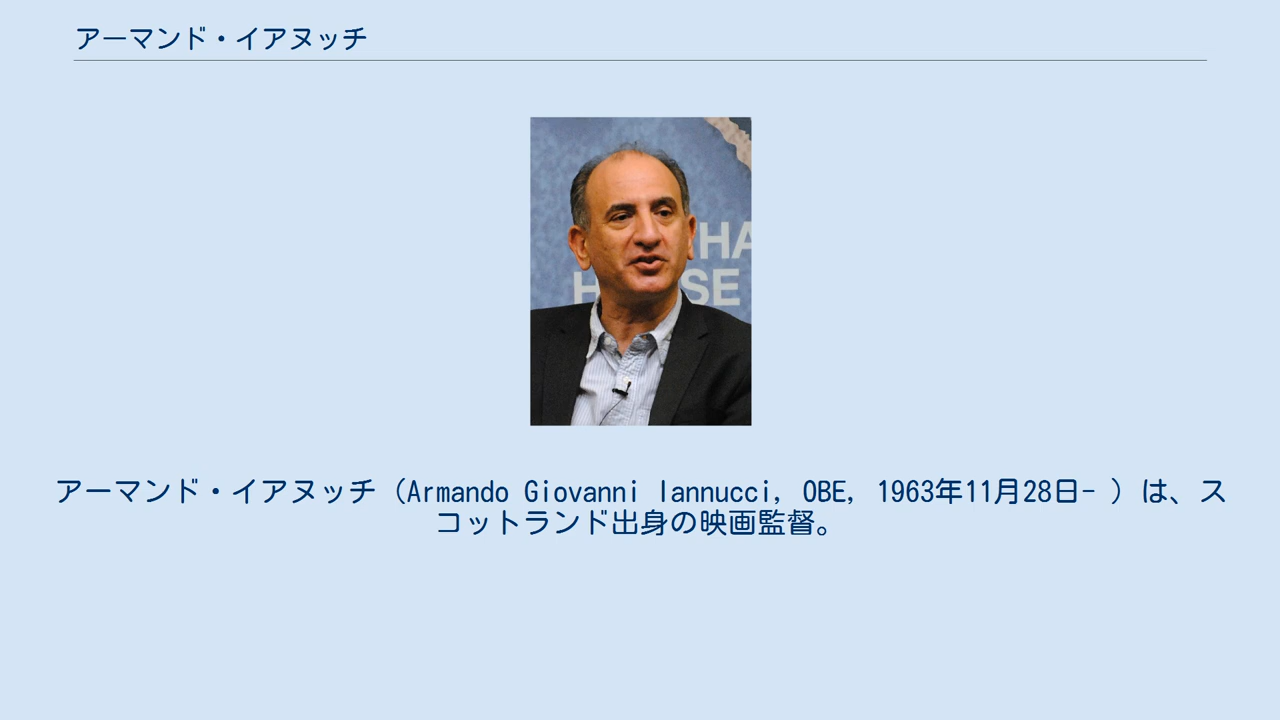 アーマンド・イアヌッチ
HA
H SE
アーマンド・イアヌッチ（Armando Giovanni Iannucci, OBE, 1963年11月28日- ）は、ス
コットランド出身の映画監督。